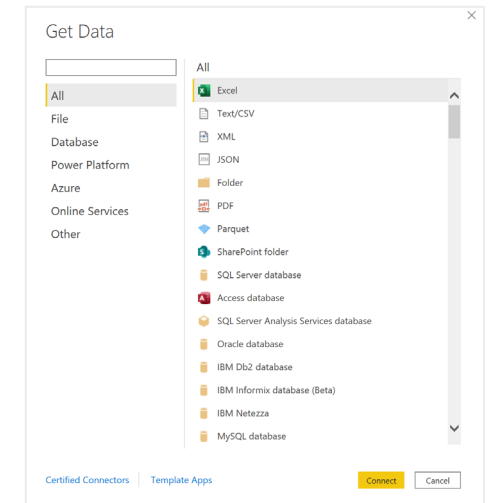 Get Data
All
File
Database
Power Platform
Azure
Online Services
Other
All
Excel
Text/CSV
XML
JSON
Folder
PDF
Parquet
SharePoint folder
SQL Server database
Access database
SQL Server Analysis Services database
Oracle database
IBM Db2 database
IBM Informix database (Beta)
IBM Netezza
MySQL database
Certified Connectors
Template Apps
Connect
Cancel